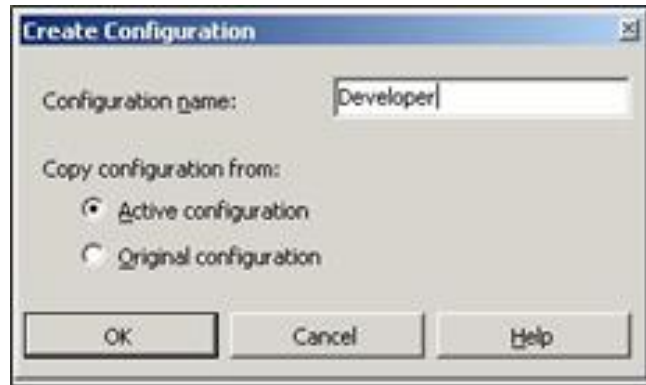 Create Configuration
Configuration name: Developer
Copy configuration from:
Active configuration
Original configuration
OK Cancel Help